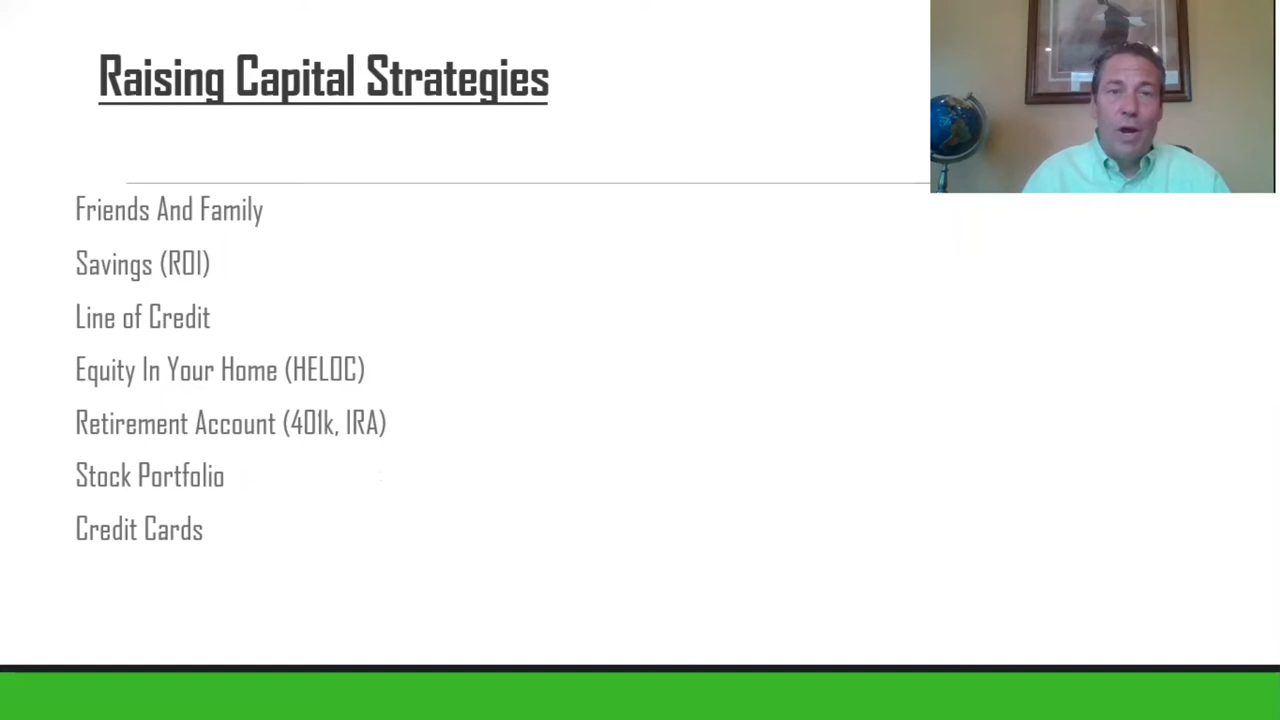 Raising Capital Strategies
Friends And Family
Savings (ROI)
Line of Credit
Equity In Your Home (HELOC)
Retirement Account (401k, IRA)
Stock Portfolio
Credit Cards